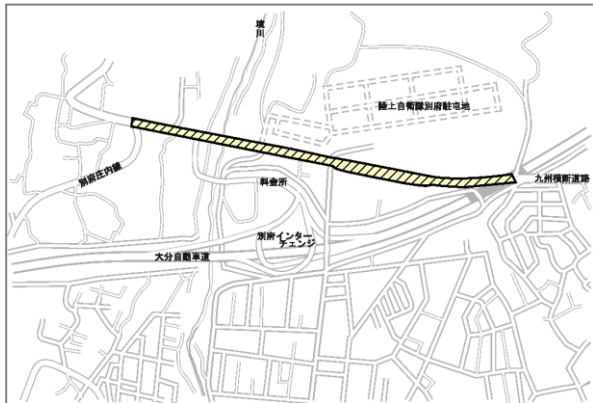 境川
陸上自衛隊別府駐屯地
別府庄内線
料金所
九州横断道路
別府インター
チェンジ
大分自動車道